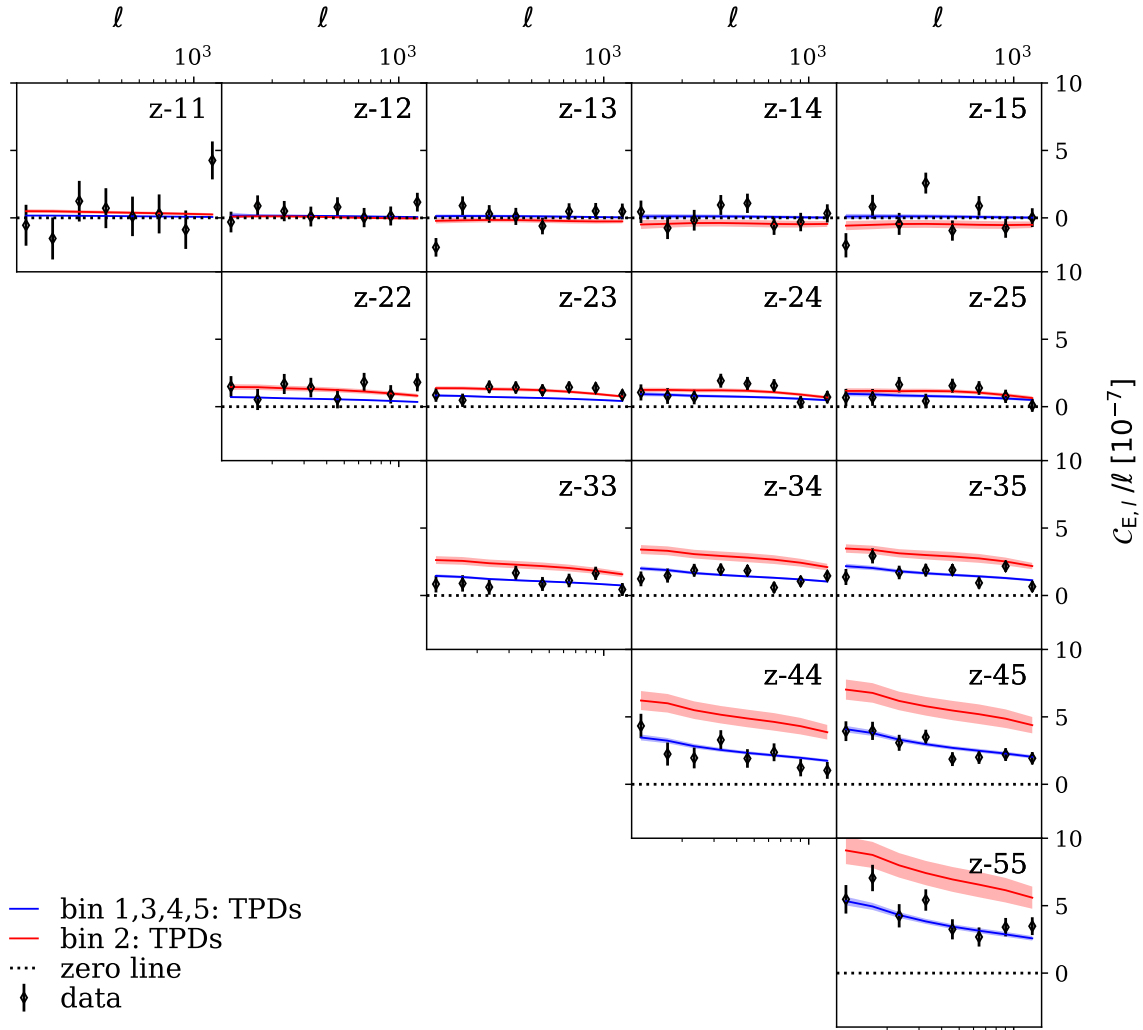 ℓ ℓ ℓ ℓ ℓ
10³ 10³ 10³ 10³ 10³
z-11 z-12 z-13 z-14 z-15
10
5
0
z-22 z-23 z-24 z-25
10
5
0
z-33 z-34 z-35
10
5
0
z-44 z-45
10
5
0
z-55
10
5
0
𝒞E,l /ℓ [10⁻⁷]
bin 1,3,4,5: TPDs
bin 2: TPDs
zero line
data